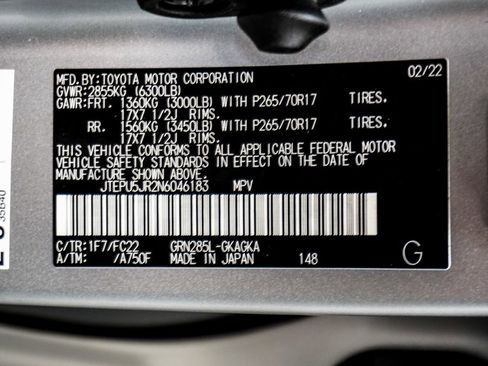 MFD. BY: TOYOTA MOTOR CORPORATION 02/22
GVWR: 2855KG (6300LB)
GAWR: FRT. 1360KG (3000LB) WITH P265/70R17 TIRES.
17X7 1/2J RIMS.
RR. 1560KG (3450LB) WITH P265/70R17 TIRES.
17X7 1/2J RIMS.
THIS VEHICLE CONFORMS TO ALL APPLICABLE FEDERAL MOTOR
VEHICLE SAFETY STANDARDS IN EFFECT ON THE DATE OF
MANUFACTURE SHOWN ABOVE.
JTEPU5JR2N6046183 MPV
C/TR: 1F7/FC22 GRN285L-GKAGKA
A/TM: /A750F MADE IN JAPAN 148 G
35B40